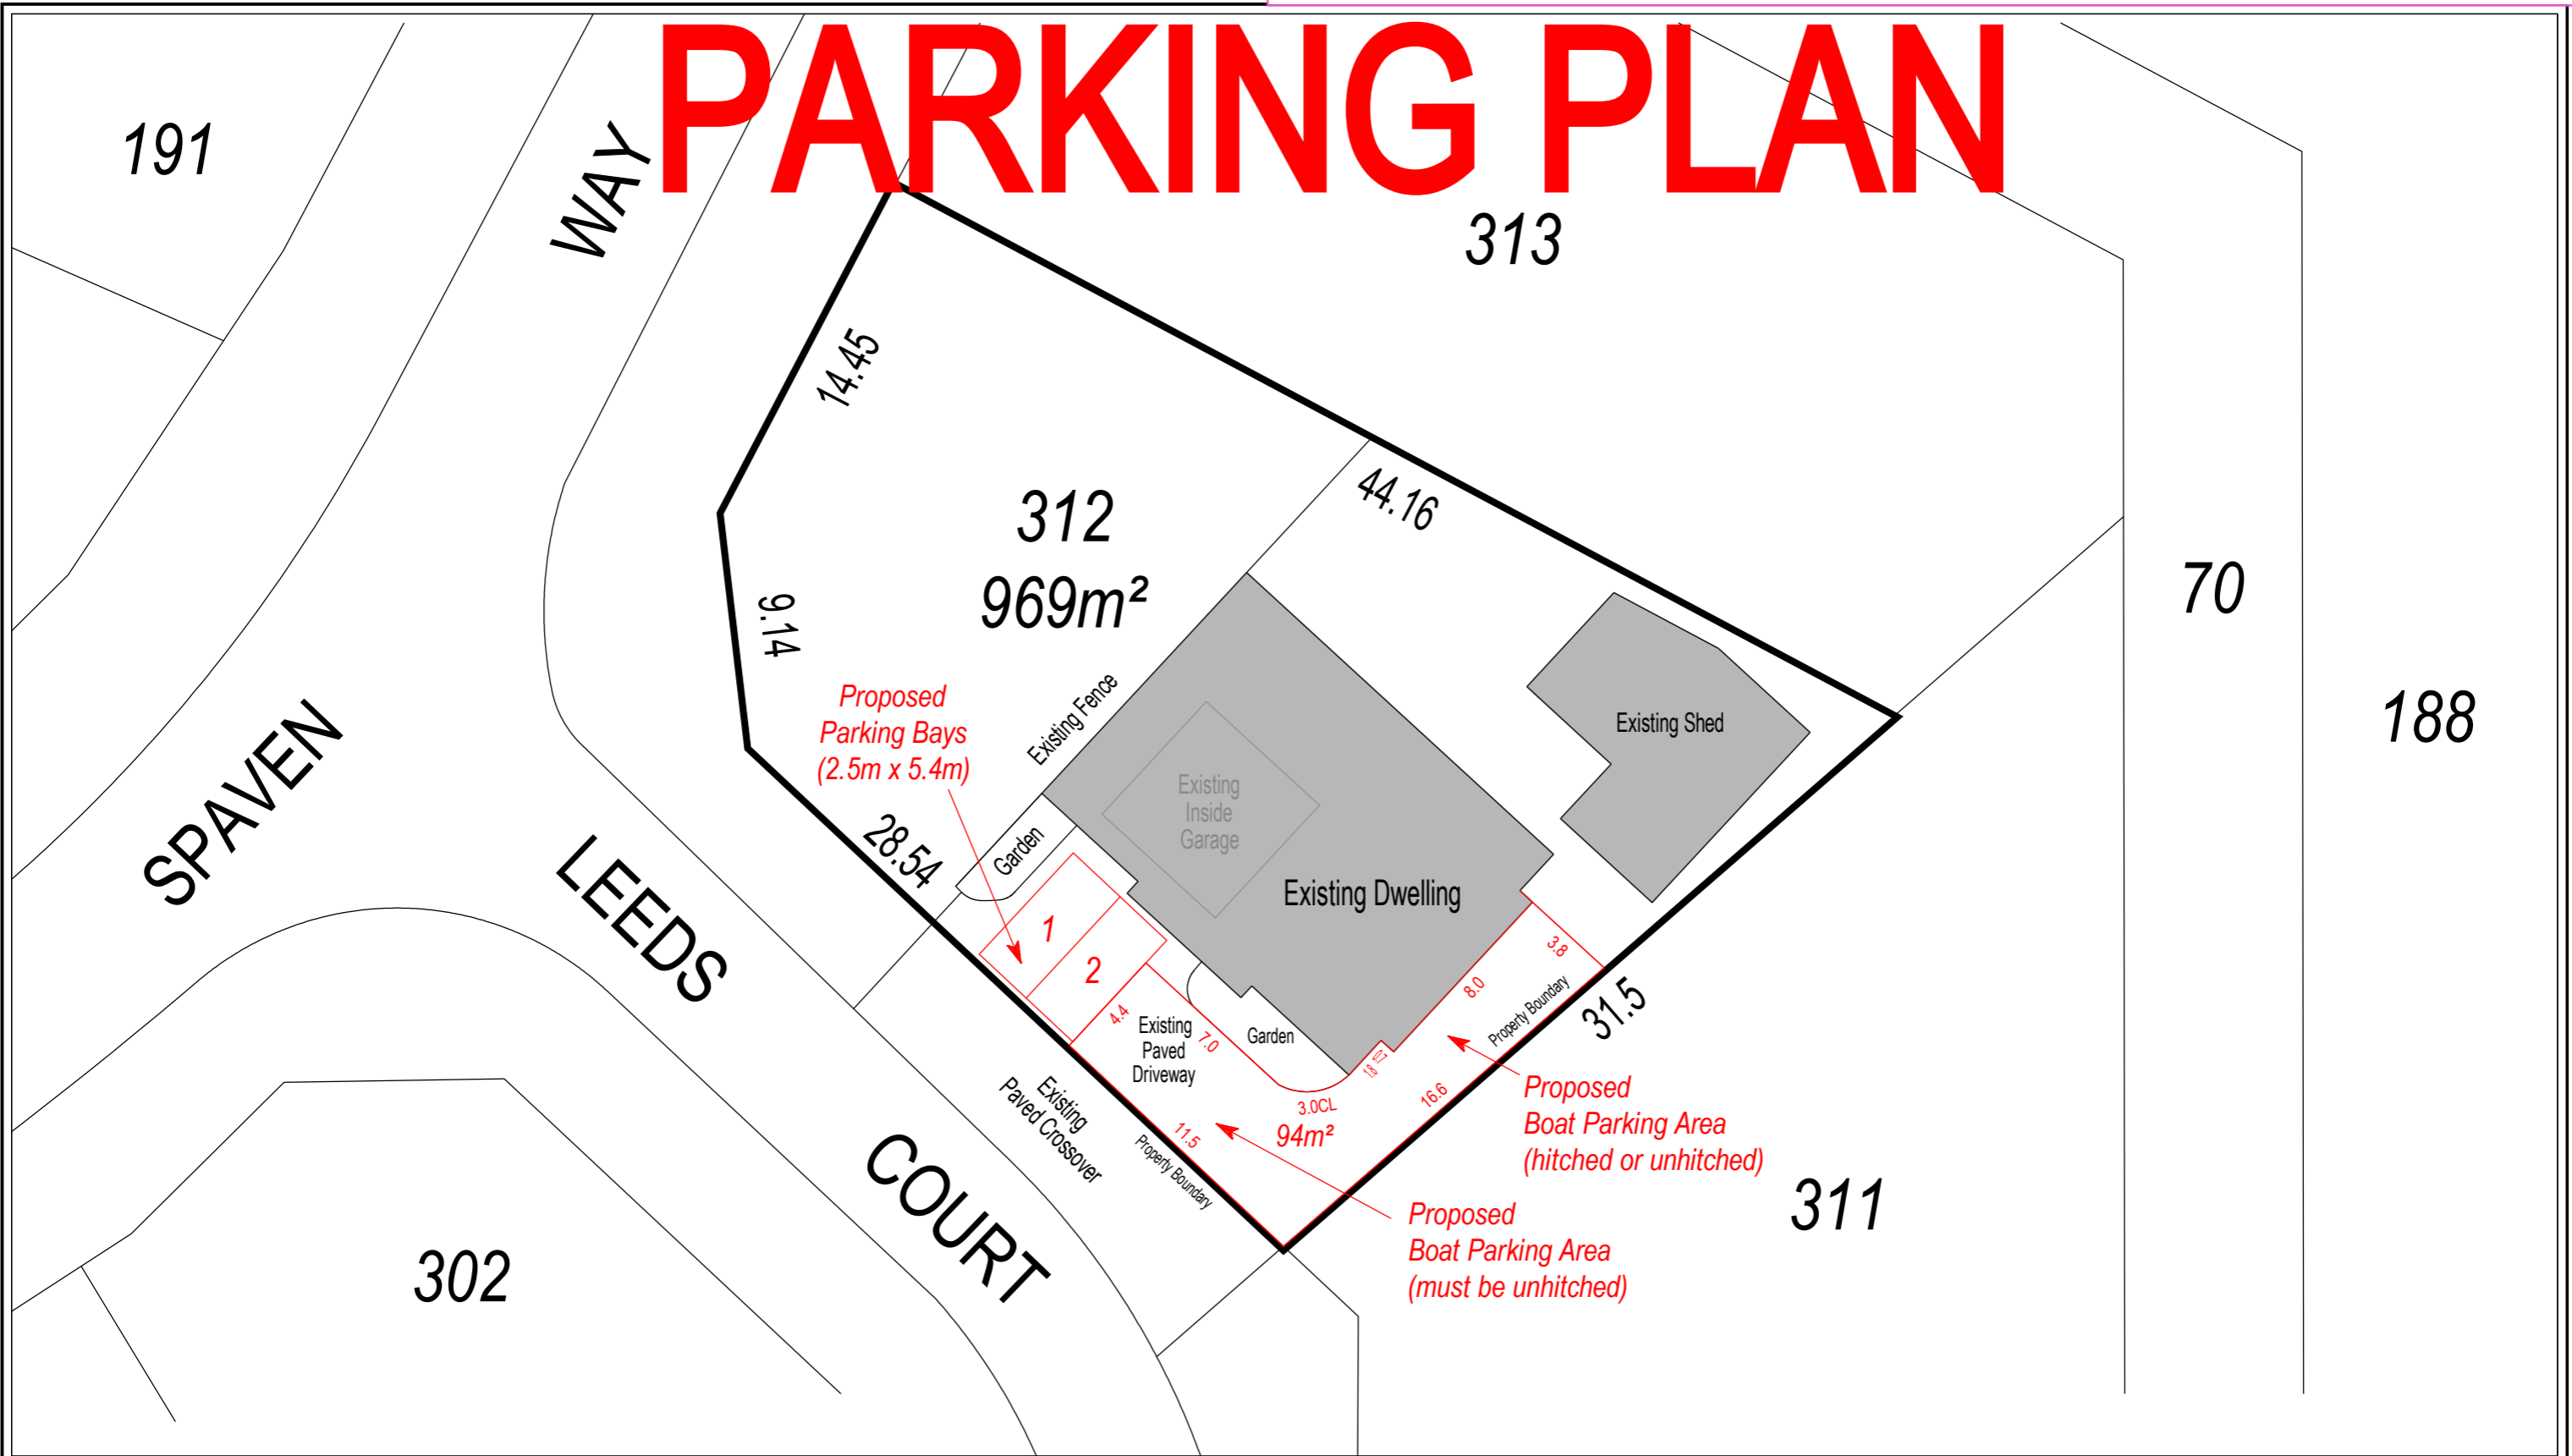 PARKING PLAN
191
WAY
313
14.45
44.16
312
969m²
9.14
70
188
Proposed
Parking Bays
(2.5m x 5.4m)
Existing Fence
Existing Shed
Existing
Inside
Garage
SPAVEN
28.54
Garden
Existing Dwelling
LEEDS
1
2
3.8
8.0
Property Boundary
31.5
4.4
Existing
Paved
Driveway
7.0
Garden
1.8
0.7
16.6
Existing
Paved Crossover
3.0CL
94m²
11.5
Property Boundary
Proposed
Boat Parking Area
(hitched or unhitched)
COURT
311
Proposed
Boat Parking Area
(must be unhitched)
302